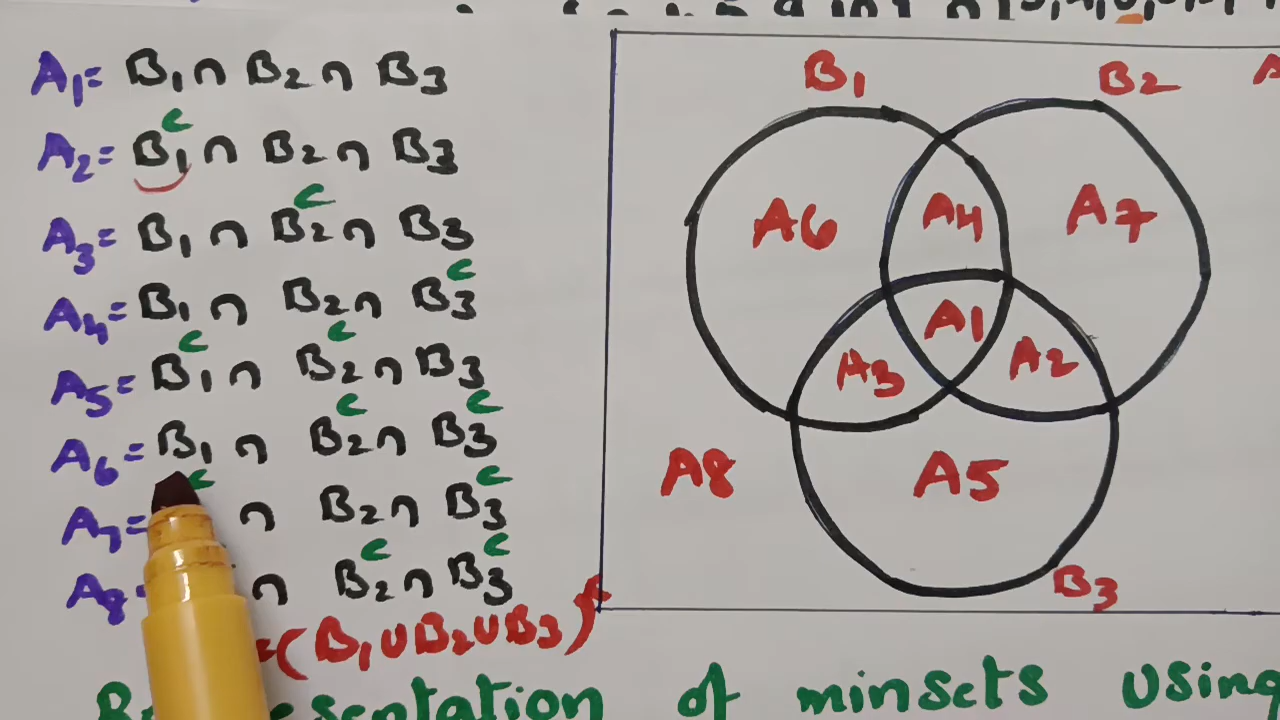 A₁= B₁ ∩ B₂ ∩ B₃
A₂= B₁ᶜ ∩ B₂ ∩ B₃
A₃= B₁ ∩ B₂ᶜ ∩ B₃
A₄= B₁ ∩ B₂ ∩ B₃ᶜ
A₅= B₁ᶜ ∩ B₂ᶜ ∩ B₃
A₆= B₁ ∩ B₂ᶜ ∩ B₃ᶜ
A₇= ᶜ ∩ B₂ ∩ B₃ᶜ
A₈= ∩ B₂ᶜ ∩ B₃ᶜ
=(B₁∪B₂∪B₃)ᶜ
B₁ B₂
A6 A4 A7
A1
A3 A2
A8 A5
B₃
of minsets using